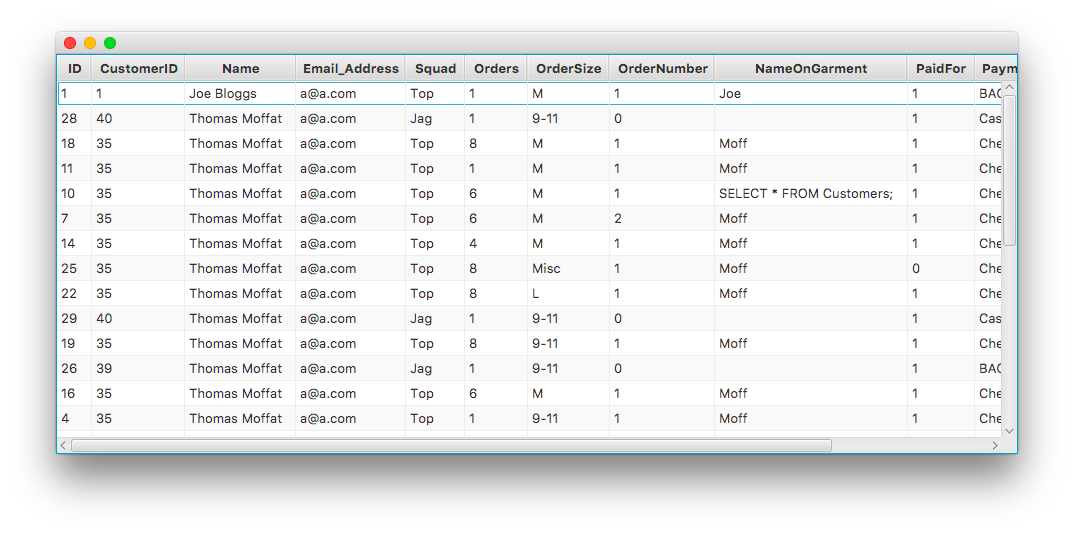 ID CustomerID Name Email_Address Squad Orders OrderSize OrderNumber NameOnGarment PaidFor Paym
1 1 Joe Bloggs a@a.com Top 1 M 1 Joe 1 BAC
28 40 Thomas Moffat a@a.com Jag 1 9-11 0 1 Cas
18 35 Thomas Moffat a@a.com Top 8 M 1 Moff 1 Che
11 35 Thomas Moffat a@a.com Top 1 M 1 Moff 1 Che
10 35 Thomas Moffat a@a.com Top 6 M 1 SELECT * FROM Customers; 1 Che
7 35 Thomas Moffat a@a.com Top 6 M 2 Moff 1 Che
14 35 Thomas Moffat a@a.com Top 4 M 1 Moff 1 Che
25 35 Thomas Moffat a@a.com Top 8 Misc 1 Moff 0 Che
22 35 Thomas Moffat a@a.com Top 8 L 1 Moff 1 Che
29 40 Thomas Moffat a@a.com Jag 1 9-11 0 1 Cas
19 35 Thomas Moffat a@a.com Top 8 9-11 1 Moff 1 Che
26 39 Thomas Moffat a@a.com Jag 1 9-11 0 1 BAC
16 35 Thomas Moffat a@a.com Top 6 M 1 Moff 1 Che
4 35 Thomas Moffat a@a.com Top 1 9-11 1 Moff 1 Che